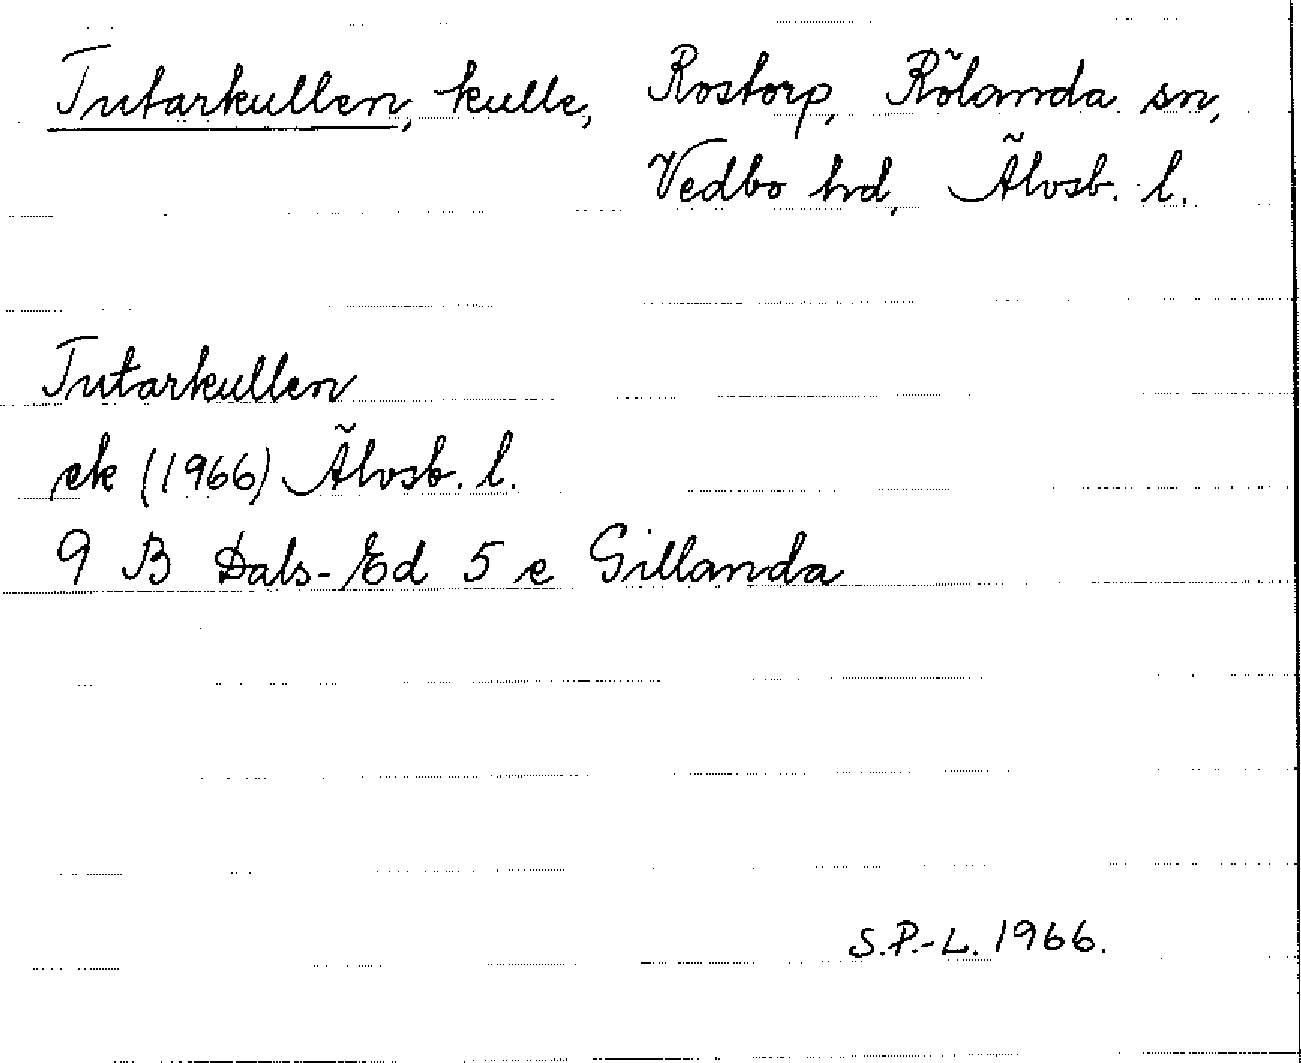 Tutarkullen, kulle, Rostorp, Rölanda sn,
Vedbo hd, Älvsb. l.
Tutarkullen
ek (1966) Älvsb. l.
9 B Dals-Ed 5 e Gillanda
S.P.-L. 1966.